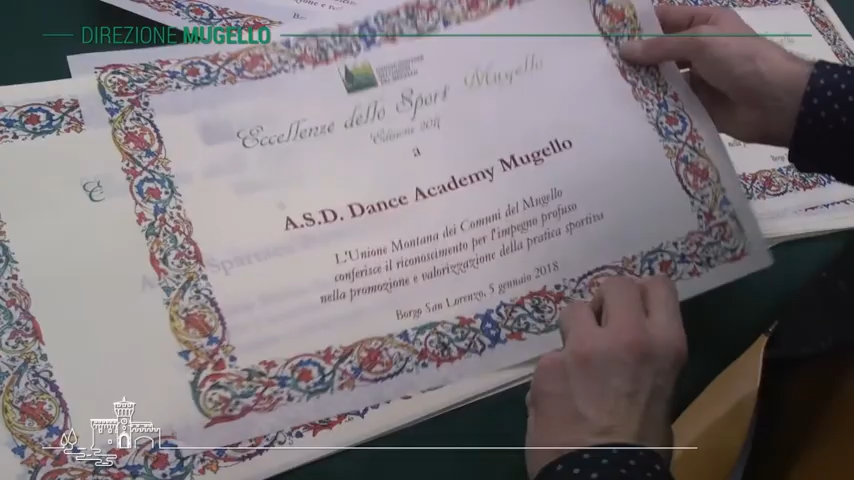 DIREZIONE MUGELLO
Eccellenze dello Sport Mugello
a
A.S.D. Dance Academy Mugello
L'Unione Montana dei Comuni del Mugello
conferisce il riconoscimento per l'impegno profuso
nella promozione e valorizzazione della pratica sportiva
Borgo San Lorenzo, 5 gennaio 2018